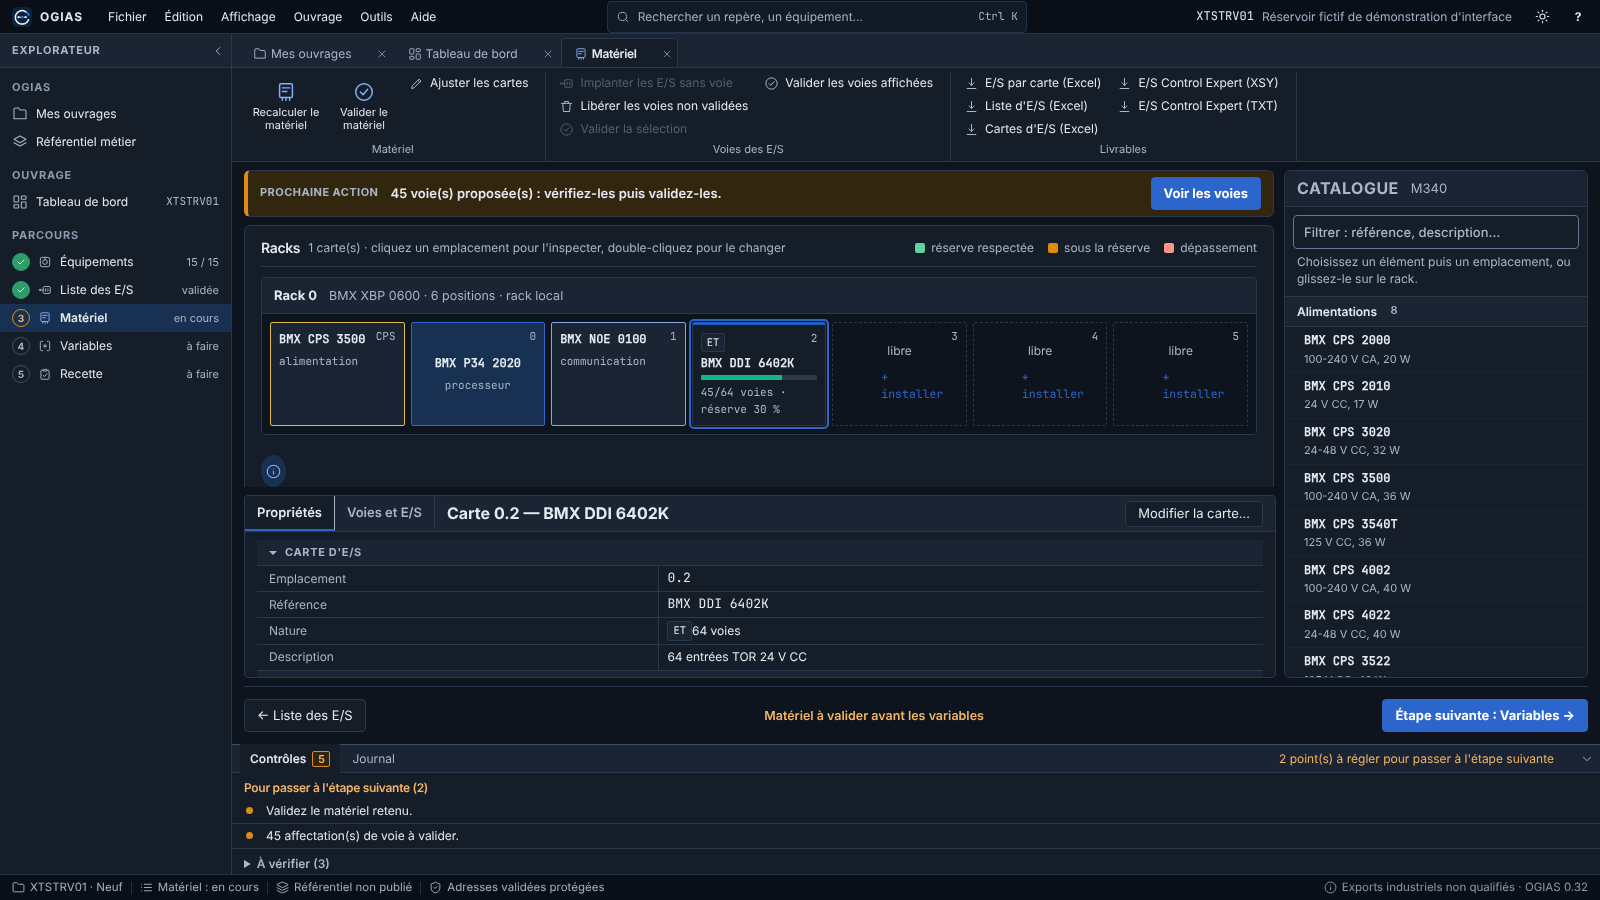 OGIAS
Fichier Édition Affichage Ouvrage Outils Aide
Rechercher un repère, un équipement... Ctrl K
XTSTRV01 Réservoir fictif de démonstration d'interface ?
EXPLORATEUR
OGIAS
Mes ouvrages
Référentiel métier
OUVRAGE
Tableau de bord XTSTRV01
PARCOURS
Équipements 15 / 15
Liste des E/S validée
3 Matériel en cours
4 Variables à faire
5 Recette à faire
Mes ouvrages
Tableau de bord
Matériel
Recalculer le matériel
Valider le matériel
Ajuster les cartes
Matériel
Implanter les E/S sans voie
Valider les voies affichées
Libérer les voies non validées
Valider la sélection
Voies des E/S
E/S par carte (Excel)
E/S Control Expert (XSY)
Liste d'E/S (Excel)
E/S Control Expert (TXT)
Cartes d'E/S (Excel)
Livrables
PROCHAINE ACTION 45 voie(s) proposée(s) : vérifiez-les puis validez-les.
Voir les voies
Racks 1 carte(s) · cliquez un emplacement pour l'inspecter, double-cliquez pour le changer
réserve respectée sous la réserve dépassement
Rack 0 BMX XBP 0600 · 6 positions · rack local
BMX CPS 3500 CPS
alimentation
0
BMX P34 2020
processeur
BMX NOE 0100 1
communication
ET 2
BMX DDI 6402K
45/64 voies ·
réserve 30 %
3
libre
+
installer
4
libre
+
installer
5
libre
+
installer
Propriétés
Voies et E/S
Carte 0.2 — BMX DDI 6402K
Modifier la carte...
CARTE D'E/S
Emplacement 0.2
Référence BMX DDI 6402K
Nature ET 64 voies
Description 64 entrées TOR 24 V CC
CATALOGUE M340
Filtrer : référence, description...
Choisissez un élément puis un emplacement, ou
glissez-le sur le rack.
Alimentations 8
BMX CPS 2000
100-240 V CA, 20 W
BMX CPS 2010
24 V CC, 17 W
BMX CPS 3020
24-48 V CC, 32 W
BMX CPS 3500
100-240 V CA, 36 W
BMX CPS 3540T
125 V CC, 36 W
BMX CPS 4002
100-240 V CA, 40 W
BMX CPS 4022
24-48 V CC, 40 W
BMX CPS 3522
← Liste des E/S
Matériel à valider avant les variables
Étape suivante : Variables →
Contrôles 5
Journal
2 point(s) à régler pour passer à l'étape suivante
Pour passer à l'étape suivante (2)
Validez le matériel retenu.
45 affectation(s) de voie à valider.
À vérifier (3)
XTSTRV01 · Neuf
Matériel : en cours
Référentiel non publié
Adresses validées protégées
Exports industriels non qualifiés · OGIAS 0.32